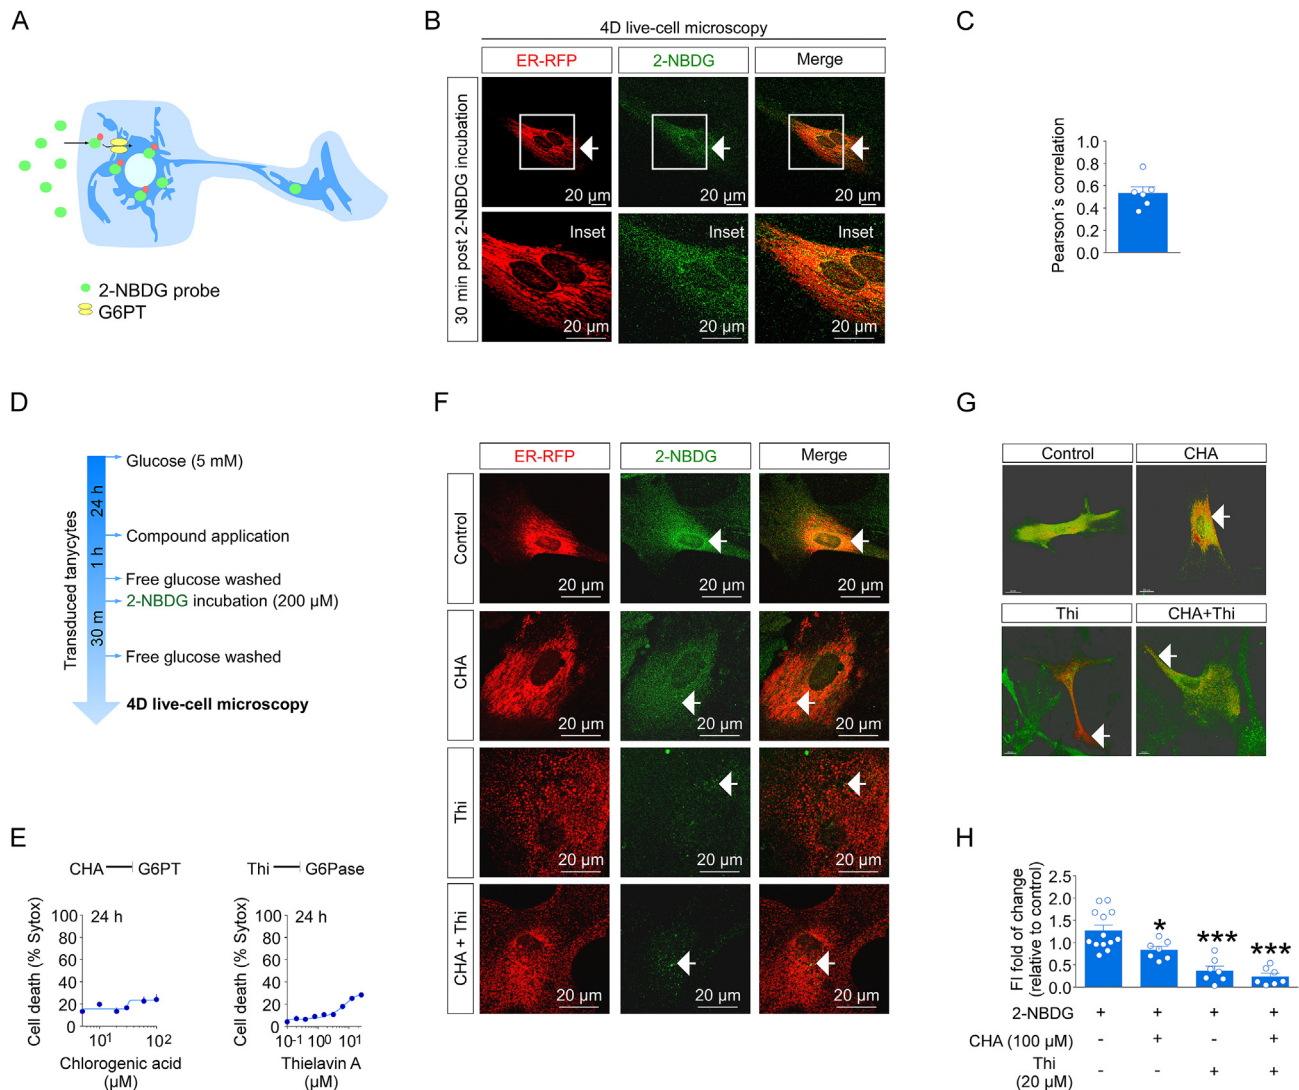 A
2-NBDG probe
G6PT
B
4D live-cell microscopy
ER-RFP 2-NBDG Merge
30 min post 2-NBDG incubation
20 µm 20 µm 20 µm
Inset Inset Inset
20 µm 20 µm 20 µm
C
Pearson´s correlation
1.0
0.8
0.6
0.4
0.2
0.0
D
Transduced tanycytes
24 h
1 h
30 m
Glucose (5 mM)
Compound application
Free glucose washed
2-NBDG incubation (200 µM)
Free glucose washed
4D live-cell microscopy
E
CHA G6PT
24 h
Cell death (% Sytox)
100
80
60
40
20
0
10¹ 10²
Chlorogenic acid
(µM)
Thi G6Pase
24 h
Cell death (% Sytox)
100
80
60
40
20
0
10⁻¹ 10⁰ 10¹
Thielavin A
(µM)
F
ER-RFP 2-NBDG Merge
Control
20 µm 20 µm 20 µm
CHA
20 µm 20 µm 20 µm
Thi
20 µm 20 µm 20 µm
CHA + Thi
20 µm 20 µm 20 µm
G
Control CHA
Thi CHA+Thi
H
FI fold of change
(relative to control)
2.5
2.0
1.5
1.0
0.5
0.0
* *** ***
2-NBDG + + + +
CHA (100 µM) - + - +
Thi - - + +
(20 µM)